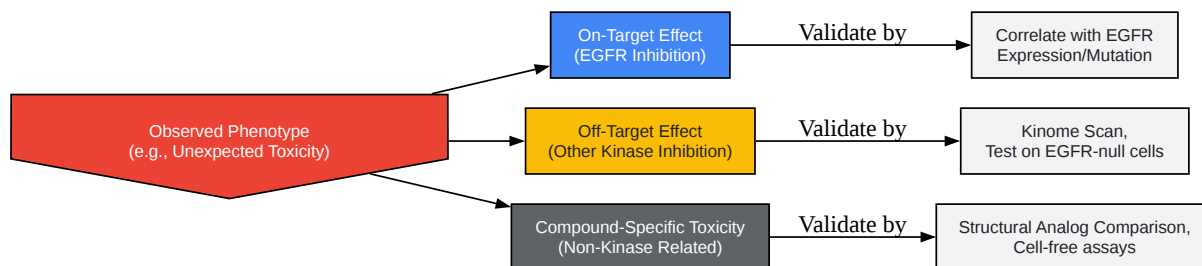 Observed Phenotype
(e.g., Unexpected Toxicity)
On-Target Effect
(EGFR Inhibition)
Validate by
Correlate with EGFR
Expression/Mutation
Off-Target Effect
(Other Kinase Inhibition)
Validate by
Kinome Scan,
Test on EGFR-null cells
Compound-Specific Toxicity
(Non-Kinase Related)
Validate by
Structural Analog Comparison,
Cell-free assays